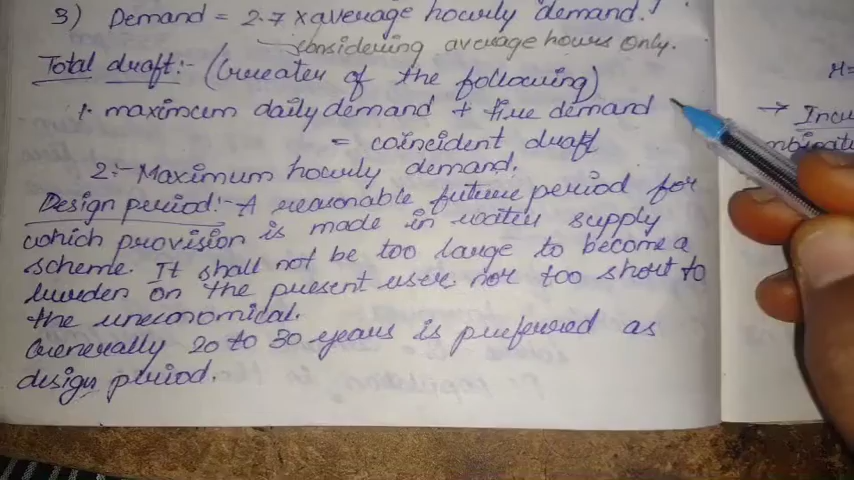 3) Demand = 2.7 x average hourly demand.
considering average hours only.
Total draft:- (Greater of the following)
1. maximum daily demand + fire demand
= coincident draft
2:- Maximum hourly demand.
Design period:- A reasonable future period for
which provision is made in water supply
scheme. It shall not be too large to become a
burden on the present user nor too short to
the uneconomical.
Generally 20 to 30 years is preferred as
design period.
→